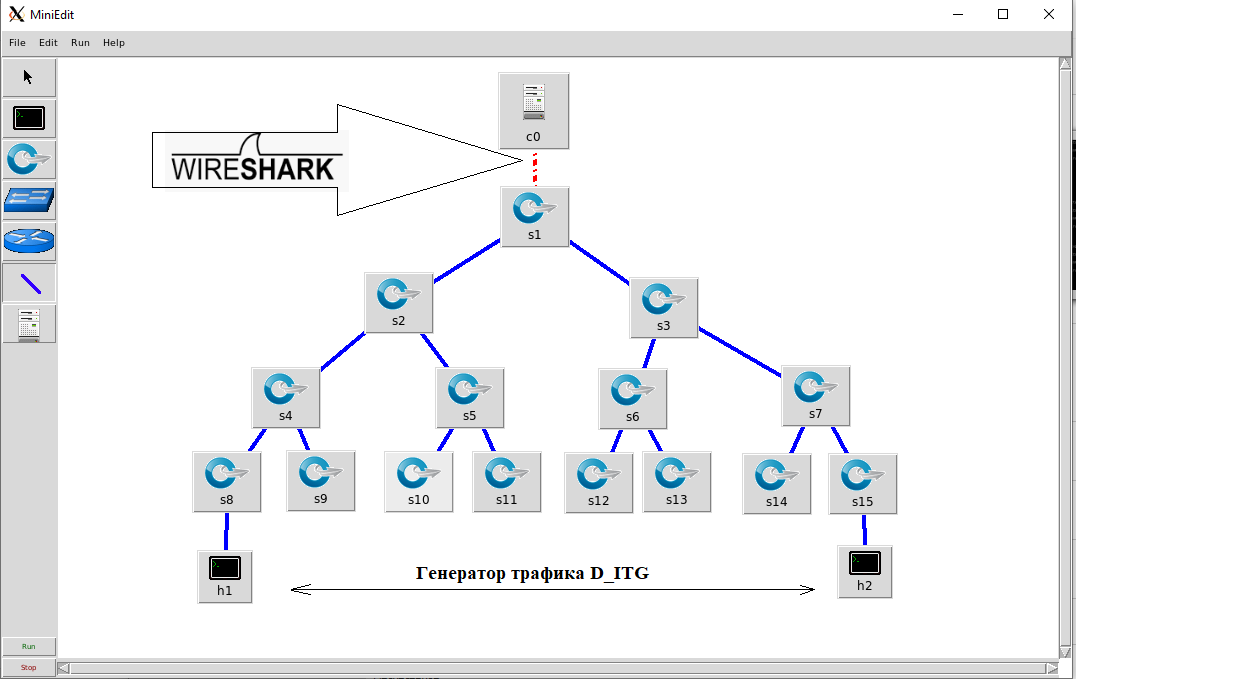 MiniEdit
File Edit Run Help
c0
WIRESHARK
s1
s2
s3
s4
s5
s6
s7
s8
s9
s10
s11
s12
s13
s14
s15
h1
Генератор трафика D_ITG
h2
Run
Stop